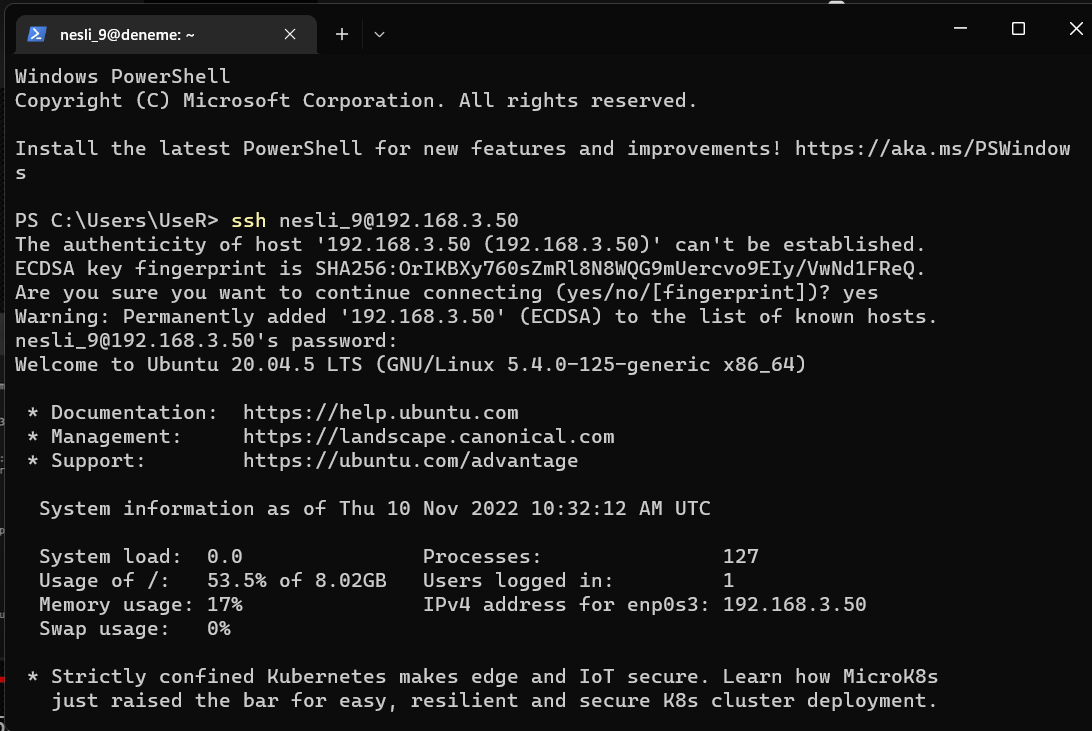 nesli_9@deneme: ~
Windows PowerShell
Copyright (C) Microsoft Corporation. All rights reserved.
Install the latest PowerShell for new features and improvements! https://aka.ms/PSWindow
s
PS C:\Users\UseR> ssh nesli_9@192.168.3.50
The authenticity of host '192.168.3.50 (192.168.3.50)' can't be established.
ECDSA key fingerprint is SHA256:OrIKBXy760sZmRl8N8WQG9mUercvo9EIy/VwNd1FReQ.
Are you sure you want to continue connecting (yes/no/[fingerprint])? yes
Warning: Permanently added '192.168.3.50' (ECDSA) to the list of known hosts.
nesli_9@192.168.3.50's password:
Welcome to Ubuntu 20.04.5 LTS (GNU/Linux 5.4.0-125-generic x86_64)
* Documentation:  https://help.ubuntu.com
* Management:     https://landscape.canonical.com
* Support:        https://ubuntu.com/advantage
System information as of Thu 10 Nov 2022 10:32:12 AM UTC
System load:  0.0               Processes:               127
Usage of /:   53.5% of 8.02GB   Users logged in:         1
Memory usage: 17%               IPv4 address for enp0s3: 192.168.3.50
Swap usage:   0%
* Strictly confined Kubernetes makes edge and IoT secure. Learn how MicroK8s
just raised the bar for easy, resilient and secure K8s cluster deployment.